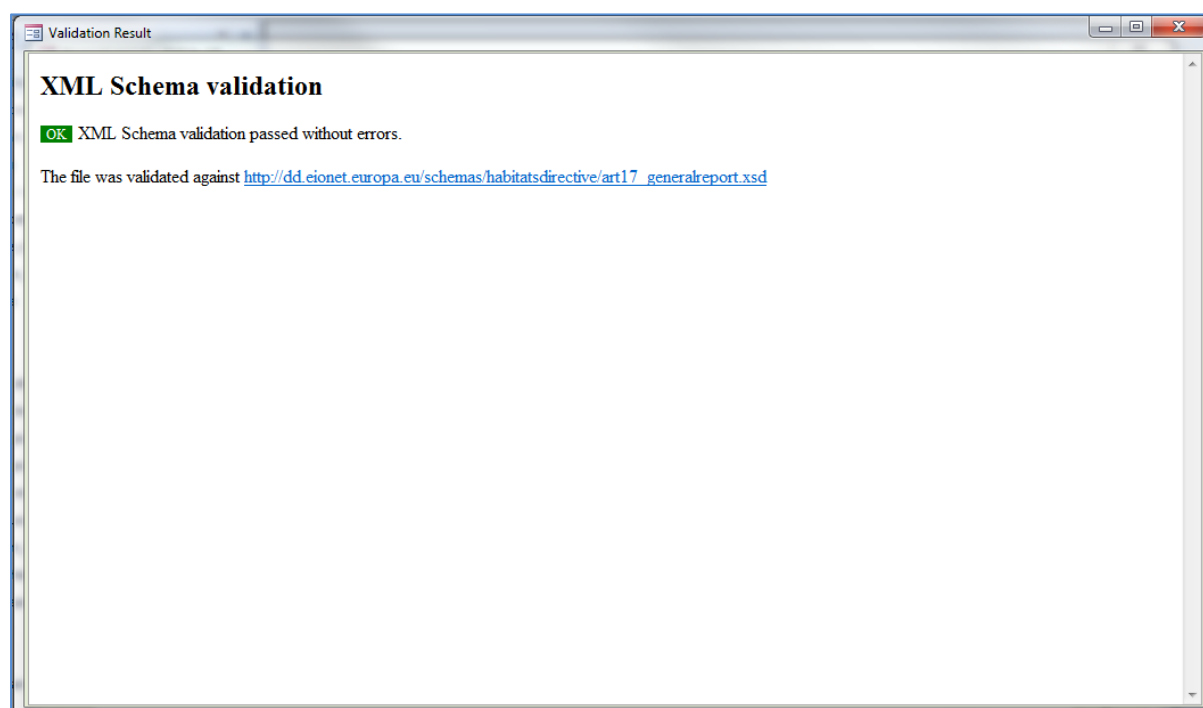 Validation Result
XML Schema validation
OK XML Schema validation passed without errors.
The file was validated against http://dd.eionet.europa.eu/schemas/habitatsdirective/art17_generalreport.xsd